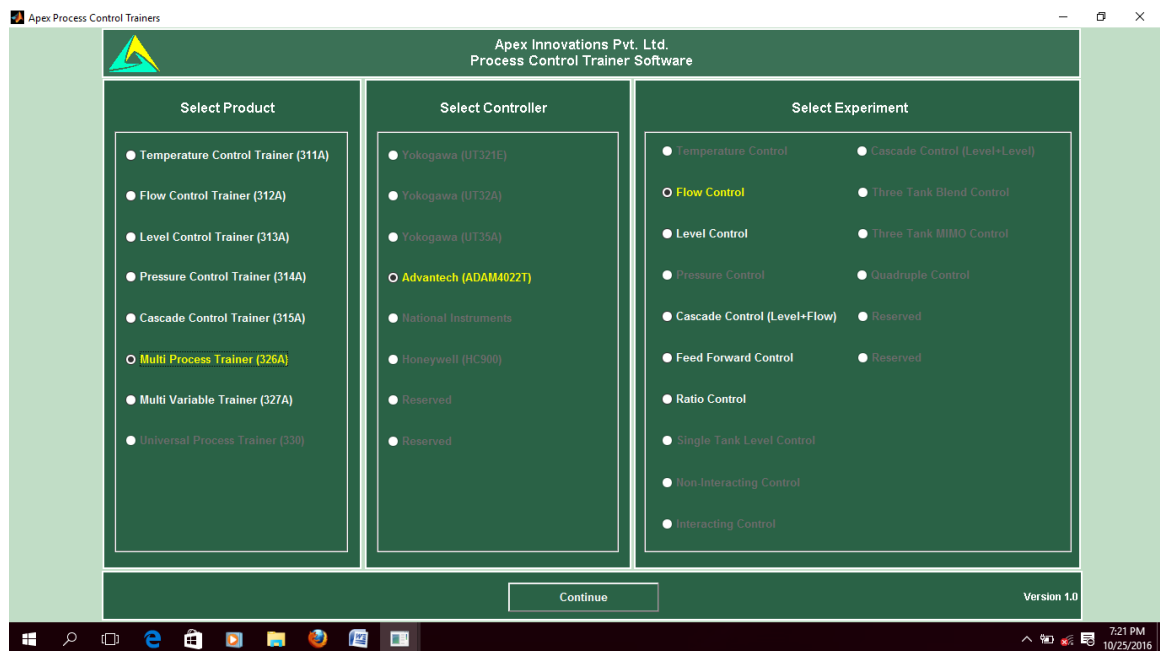 Apex Process Control Trainers
Apex Innovations Pvt. Ltd.
Process Control Trainer Software
Select Product
Temperature Control Trainer (311A)
Flow Control Trainer (312A)
Level Control Trainer (313A)
Pressure Control Trainer (314A)
Cascade Control Trainer (315A)
Multi Process Trainer (326A)
Multi Variable Trainer (327A)
Universal Process Trainer (330)
Select Controller
Yokogawa (UT321E)
Yokogawa (UT32A)
Yokogawa (UT35A)
Advantech (ADAM4022T)
National Instruments
Honeywell (HC900)
Reserved
Reserved
Select Experiment
Temperature Control
Flow Control
Level Control
Pressure Control
Cascade Control (Level+Flow)
Feed Forward Control
Ratio Control
Single Tank Level Control
Non-Interacting Control
Interacting Control
Cascade Control (Level+Level)
Three Tank Blend Control
Three Tank MIMO Control
Quadruple Control
Reserved
Reserved
Continue
Version 1.0
7:21 PM
10/25/2016